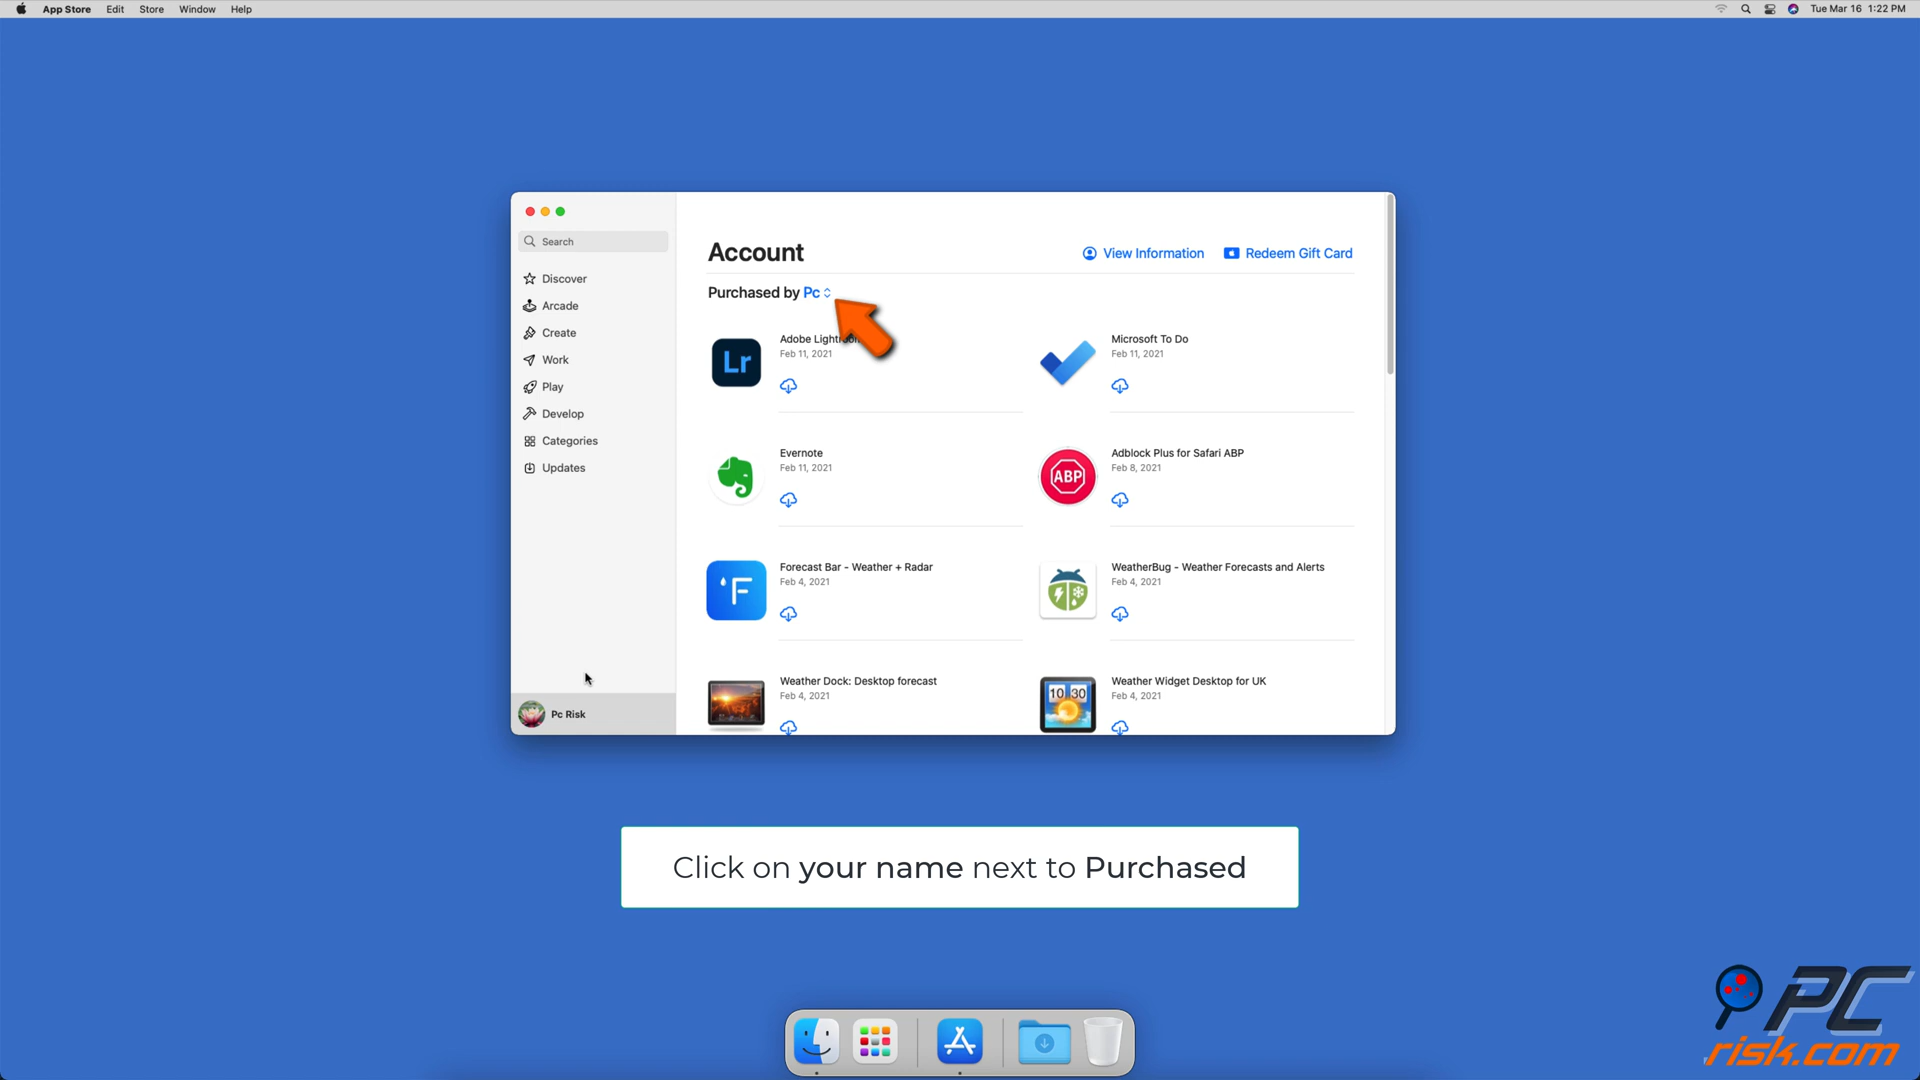 App Store Edit Store Window Help
Tue Mar 16 1:22 PM
Search
Discover
Arcade
Create
Work
Play
Develop
Categories
Updates
Pc Risk
Account
View Information
Redeem Gift Card
Purchased by Pc
Lr
Adobe
Feb 11, 2021
Microsoft To Do
Feb 11, 2021
Evernote
Feb 11, 2021
ABP
Adblock Plus for Safari ABP
Feb 8, 2021
F
Forecast Bar - Weather + Radar
Feb 4, 2021
WeatherBug - Weather Forecasts and Alerts
Feb 4, 2021
Weather Dock: Desktop forecast
Feb 4, 2021
10 30
Weather Widget Desktop for UK
Feb 4, 2021
Click on your name next to Purchased
PC
risk.com